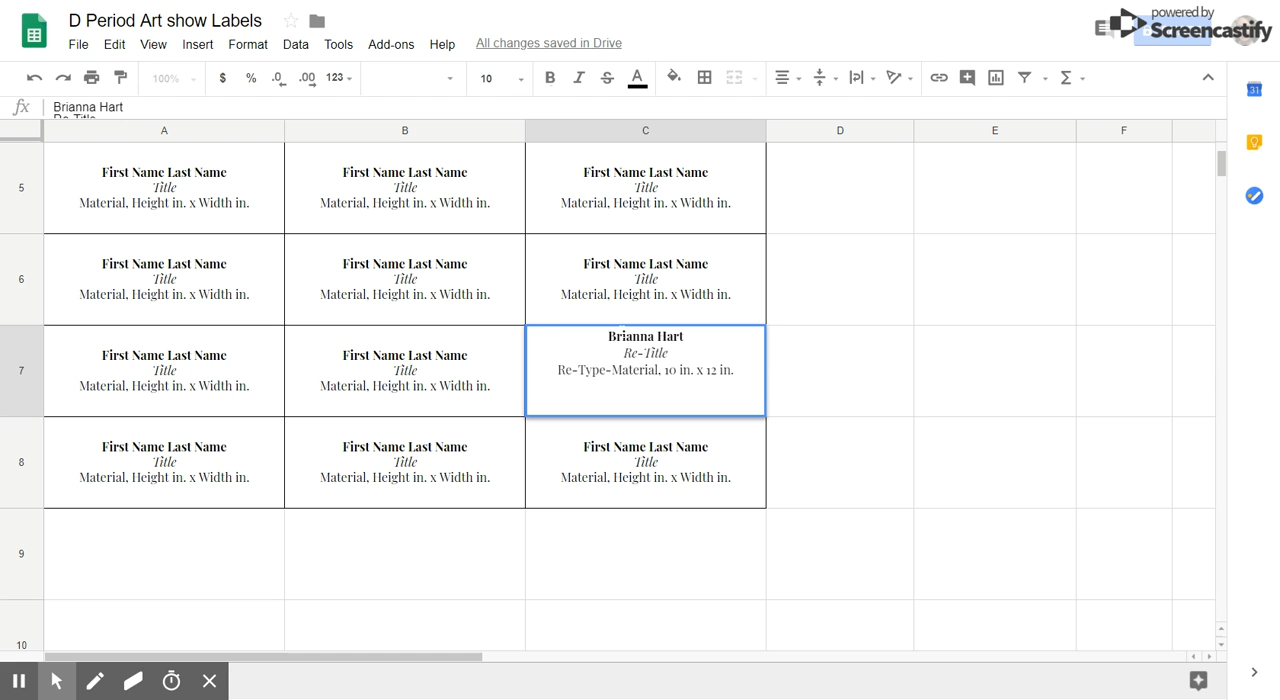 D Period Art show Labels
powered by
Screencastify
File Edit View Insert Format Data Tools Add-ons Help All changes saved in Drive
100% $ % .0 .00 123 10 B I S A Σ
31
fx Brianna Hart
Re-Title
A B C D E F
5
First Name Last Name First Name Last Name First Name Last Name
Title Title Title
Material, Height in. x Width in. Material, Height in. x Width in. Material, Height in. x Width in.
6
First Name Last Name First Name Last Name First Name Last Name
Title Title Title
Material, Height in. x Width in. Material, Height in. x Width in. Material, Height in. x Width in.
7
First Name Last Name First Name Last Name Brianna Hart
Title Title Re-Title
Material, Height in. x Width in. Material, Height in. x Width in. Re-Type-Material, 10 in. x 12 in.
8
First Name Last Name First Name Last Name First Name Last Name
Title Title Title
Material, Height in. x Width in. Material, Height in. x Width in. Material, Height in. x Width in.
9
10